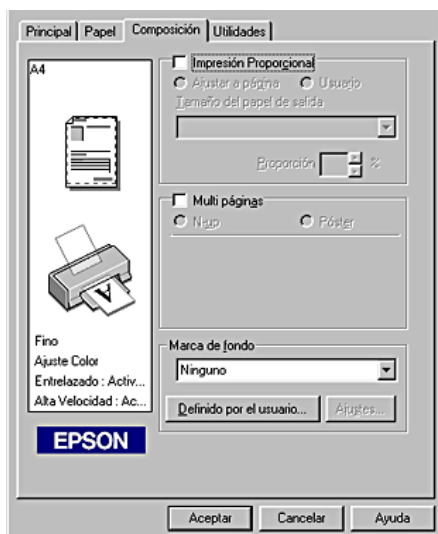 Principal Papel Composición Utilidades
A4
Fino
Ajuste Color
Entrelazado : Activ...
Alta Velocidad : Ac...
EPSON
Impresión Proporcional
Ajustar a página Usuario
Tamaño del papel de salida
Proporción %
Multi páginas
N-up Póster
Marca de fondo
Ninguno
Definido por el usuario... Ajustes...
Aceptar Cancelar Ayuda